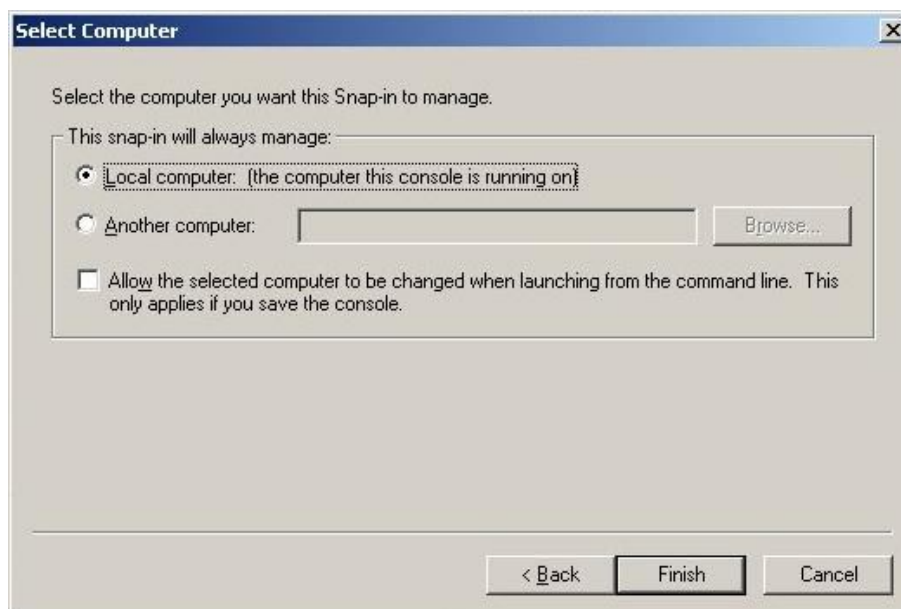 Select Computer
Select the computer you want this Snap-in to manage.
This snap-in will always manage:
Local computer: (the computer this console is running on)
Another computer:
Browse...
Allow the selected computer to be changed when launching from the command line. This
only applies if you save the console.
< Back Finish Cancel